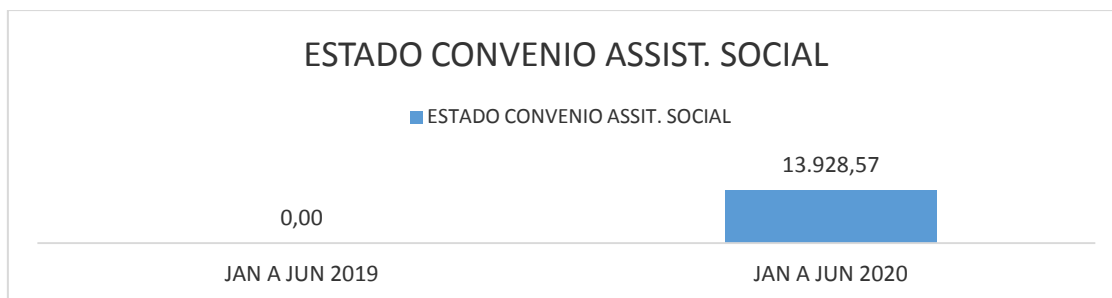 ESTADO CONVENIO ASSIST. SOCIAL
ESTADO CONVENIO ASSIT. SOCIAL
13.928,57
0,00
JAN A JUN 2019
JAN A JUN 2020